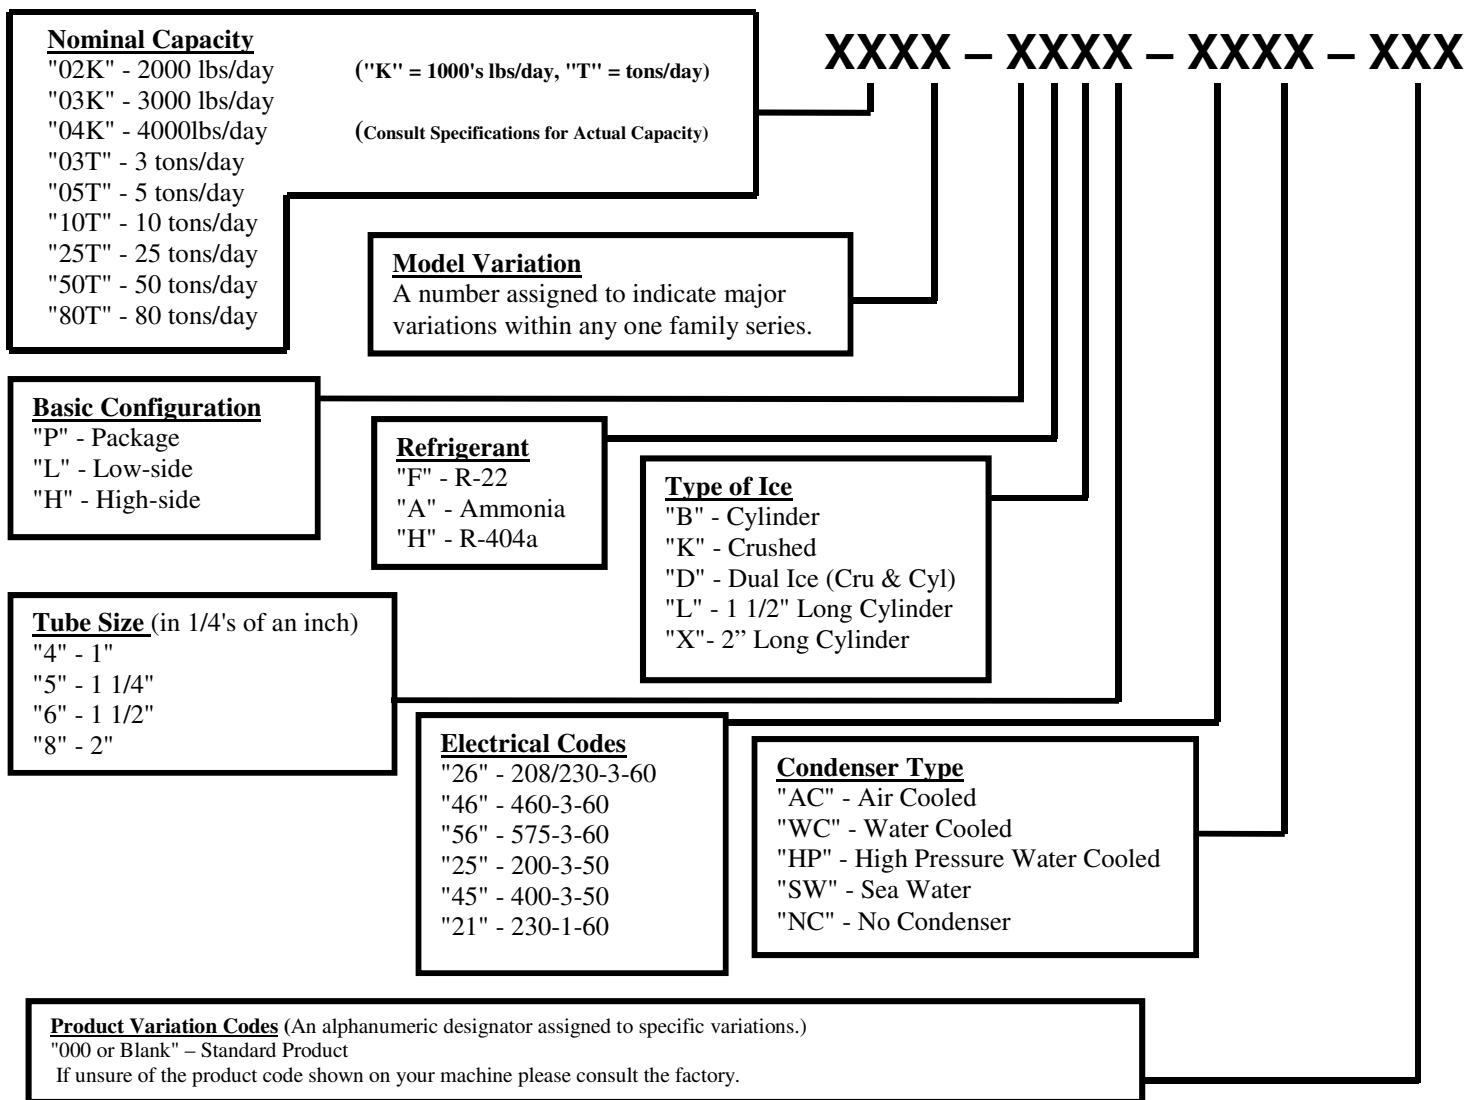 XXXX – XXXX – XXXX – XXX
Nominal Capacity
"02K" - 2000 lbs/day ("K" = 1000's lbs/day, "T" = tons/day)
"03K" - 3000 lbs/day
"04K" - 4000lbs/day (Consult Specifications for Actual Capacity)
"03T" - 3 tons/day
"05T" - 5 tons/day
"10T" - 10 tons/day
"25T" - 25 tons/day
"50T" - 50 tons/day
"80T" - 80 tons/day
Model Variation
A number assigned to indicate major
variations within any one family series.
Basic Configuration
"P" - Package
"L" - Low-side
"H" - High-side
Refrigerant
"F" - R-22
"A" - Ammonia
"H" - R-404a
Type of Ice
"B" - Cylinder
"K" - Crushed
"D" - Dual Ice (Cru & Cyl)
"L" - 1 1/2" Long Cylinder
"X"- 2” Long Cylinder
Tube Size (in 1/4's of an inch)
"4" - 1"
"5" - 1 1/4"
"6" - 1 1/2"
"8" - 2"
Electrical Codes
"26" - 208/230-3-60
"46" - 460-3-60
"56" - 575-3-60
"25" - 200-3-50
"45" - 400-3-50
"21" - 230-1-60
Condenser Type
"AC" - Air Cooled
"WC" - Water Cooled
"HP" - High Pressure Water Cooled
"SW" - Sea Water
"NC" - No Condenser
Product Variation Codes (An alphanumeric designator assigned to specific variations.)
"000 or Blank" – Standard Product
If unsure of the product code shown on your machine please consult the factory.